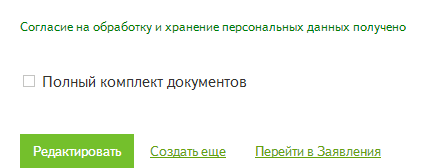 Согласие на обработку и хранение персональных данных получено
Полный комплект документов
Редактировать Создать еще Перейти в Заявления